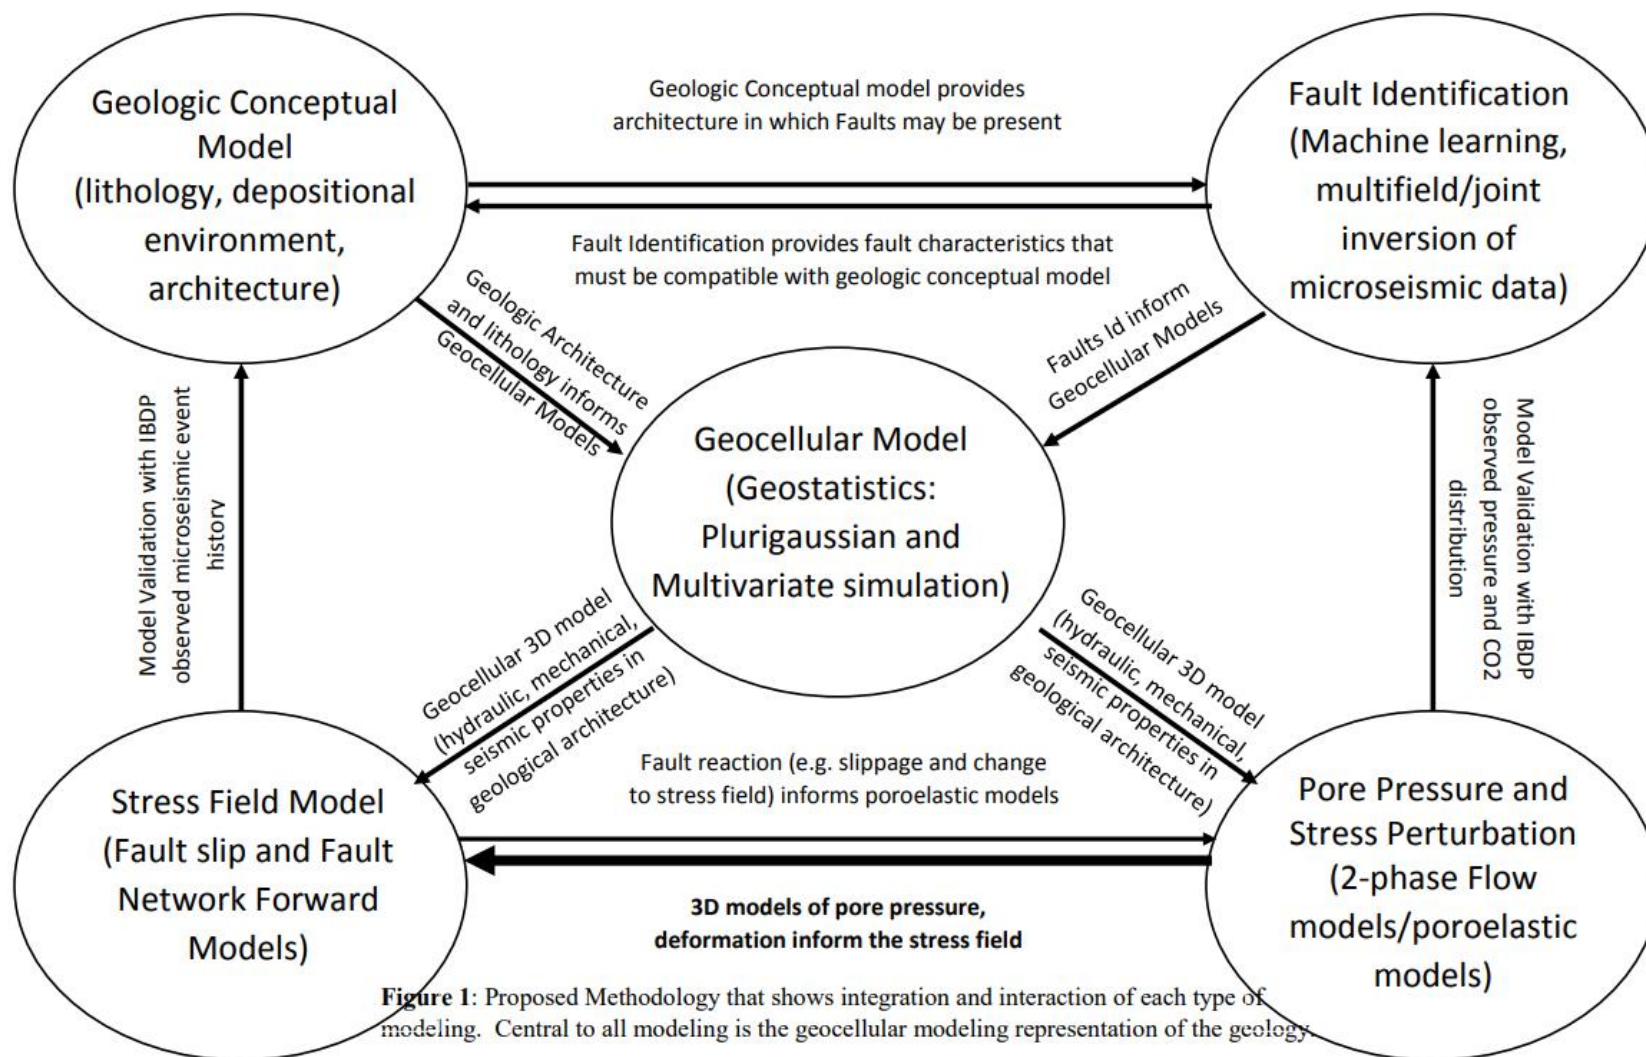 Geologic Conceptual
Model
(lithology, depositional
environment,
architecture)
Geologic Conceptual model provides
architecture in which Faults may be present
Fault Identification
(Machine learning,
multifield/joint
inversion of
microseismic data)
Fault Identification provides fault characteristics that
must be compatible with geologic conceptual model
Geologic Architecture
and lithology informs
Geocellular Models
Faults Id inform
Geocellular Models
Model Validation with IBDP
observed microseismic event
history
Geocellular Model
(Geostatistics:
Plurigaussian and
Multivariate simulation)
Model Validation with IBDP
observed pressure and CO2
distribution
Geocellular 3D model
(hydraulic, mechanical,
seismic properties in
geological architecture)
Geocellular 3D model
(hydraulic, mechanical,
seismic properties in
geological architecture)
Stress Field Model
(Fault slip and Fault
Network Forward
Models)
Fault reaction (e.g. slippage and change
to stress field) informs poroelastic models
3D models of pore pressure,
deformation inform the stress field
Pore Pressure and
Stress Perturbation
(2-phase Flow
models/poroelastic
models)
Figure 1: Proposed Methodology that shows integration and interaction of each type of
modeling.  Central to all modeling is the geocellular modeling representation of the geology.